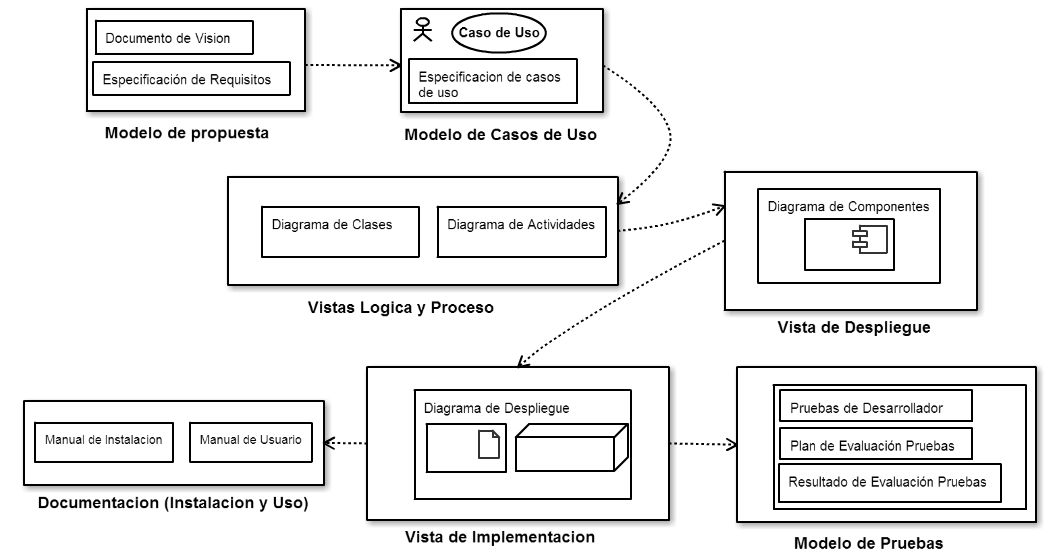 Documento de Vision
Especificación de Requisitos
Modelo de propuesta
Caso de Uso
Especificacion de casos
de uso
Modelo de Casos de Uso
Diagrama de Clases
Diagrama de Actividades
Vistas Logica y Proceso
Diagrama de Componentes
Vista de Despliegue
Manual de Instalacion
Manual de Usuario
Documentacion (Instalacion y Uso)
Diagrama de Despliegue
Vista de Implementacion
Pruebas de Desarrollador
Plan de Evaluación Pruebas
Resultado de Evaluación Pruebas
Modelo de Pruebas